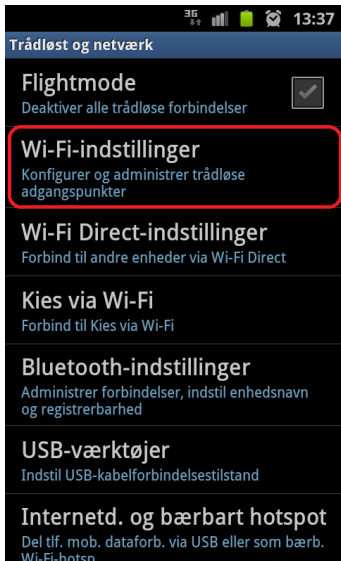 3G 13:37
Trådløst og netværk
Flightmode
Deaktiver alle trådløse forbindelser
Wi-Fi-indstillinger
Konfigurer og administrer trådløse
adgangspunkter
Wi-Fi Direct-indstillinger
Forbind til andre enheder via Wi-Fi Direct
Kies via Wi-Fi
Forbind til Kies via Wi-Fi
Bluetooth-indstillinger
Administrer forbindelser, indstil enhedsnavn
og registrerbarhed
USB-værktøjer
Indstil USB-kabelforbindelsestilstand
Internetd. og bærbart hotspot
Del tlf. mob. dataforb. via USB eller som bærb.
Wi-Fi-hotsp